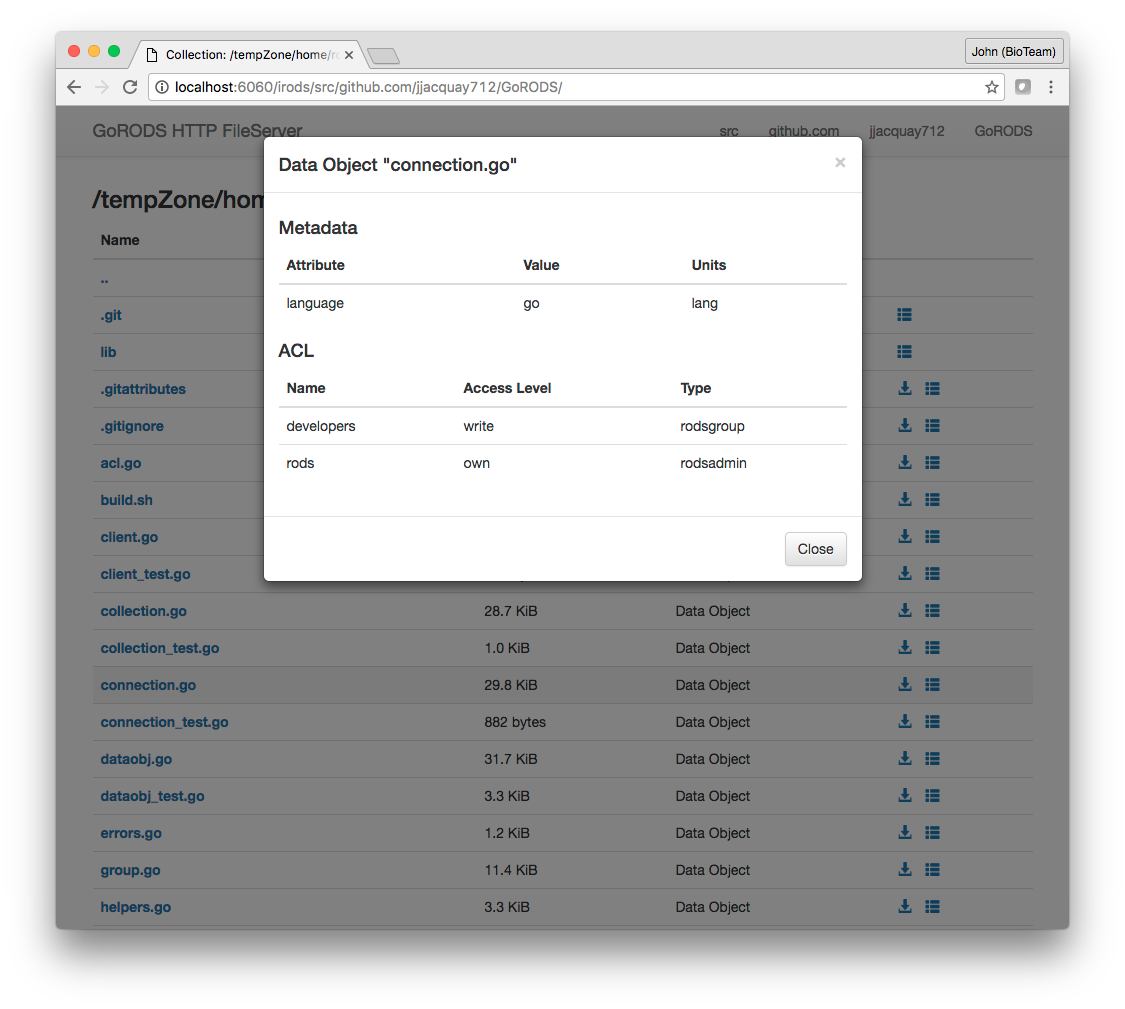 Collection: /tempZone/home/ro
John (BioTeam)
localhost:6060/irods/src/github.com/jjacquay712/GoRODS/
GoRODS HTTP FileServer src github.com jjacquay712 GoRODS
Data Object "connection.go" ×
/tempZone/hom
Metadata
Name
Attribute Value Units
..
language go lang
.git
lib
ACL
.gitattributes
Name Access Level Type
.gitignore
developers write rodsgroup
acl.go
rods own rodsadmin
build.sh
client.go
Close
client_test.go
collection.go 28.7 KiB Data Object
collection_test.go 1.0 KiB Data Object
connection.go 29.8 KiB Data Object
connection_test.go 882 bytes Data Object
dataobj.go 31.7 KiB Data Object
dataobj_test.go 3.3 KiB Data Object
errors.go 1.2 KiB Data Object
group.go 11.4 KiB Data Object
helpers.go 3.3 KiB Data Object